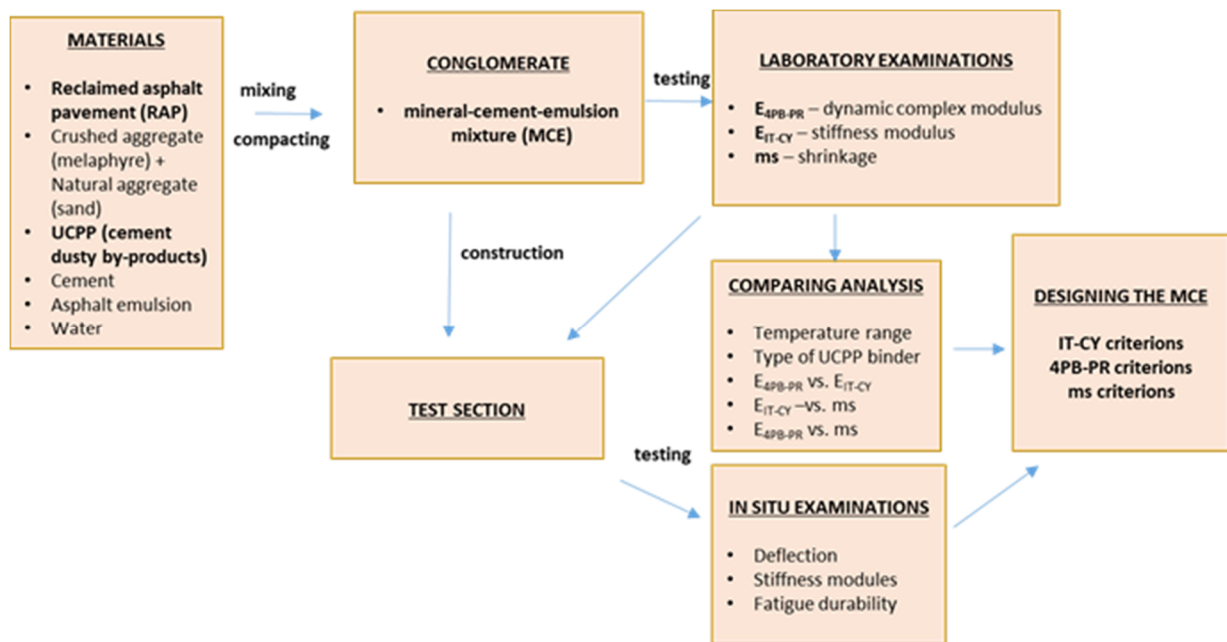 MATERIALS
• Reclaimed asphalt
pavement (RAP)
• Crushed aggregate
(melaphyre) +
Natural aggregate
(sand)
• UCPP (cement
dusty by-products)
• Cement
• Asphalt emulsion
• Water
mixing
compacting
CONGLOMERATE
• mineral-cement-emulsion
mixture (MCE)
testing
LABORATORY EXAMINATIONS
• E4PB-PR – dynamic complex modulus
• EIT-CY – stiffness modulus
• ms – shrinkage
construction
TEST SECTION
COMPARING ANALYSIS
• Temperature range
• Type of UCPP binder
• E4PB-PR vs. EIT-CY
• EIT-CY –vs. ms
• E4PB-PR vs. ms
DESIGNING THE MCE
IT-CY criterions
4PB-PR criterions
ms criterions
testing
IN SITU EXAMINATIONS
• Deflection
• Stiffness modules
• Fatigue durability